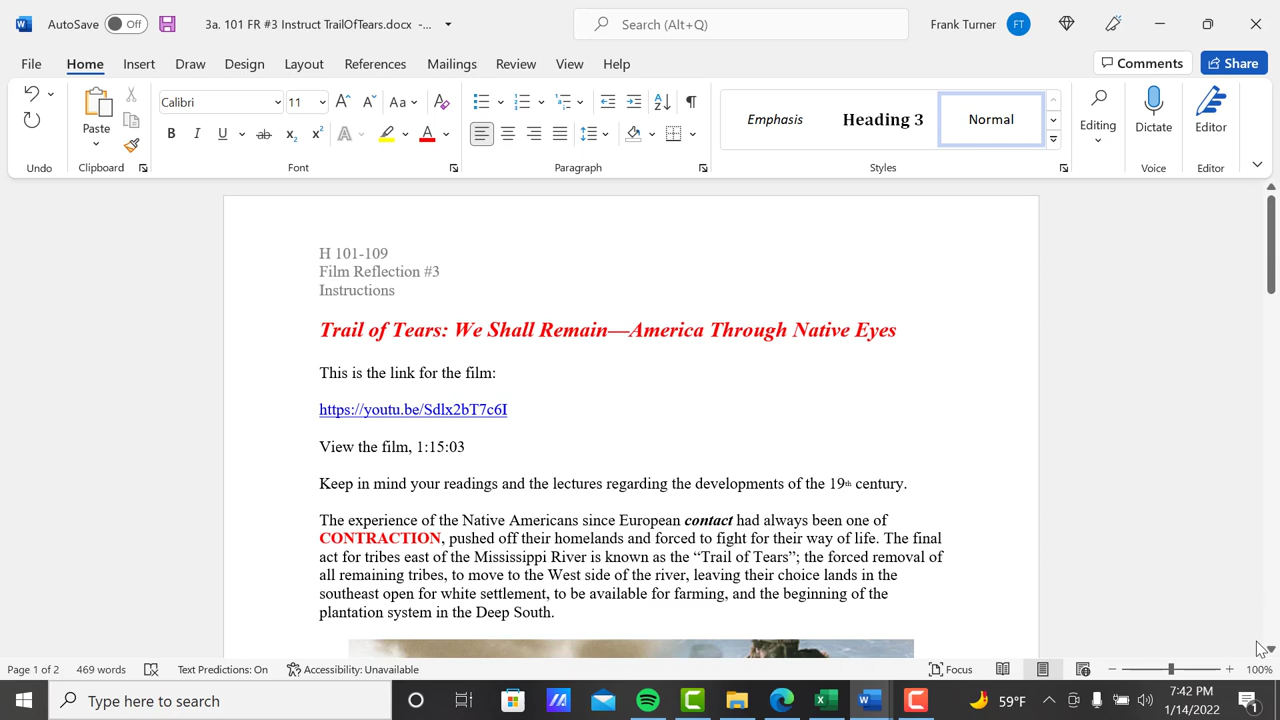 AutoSave Off 3a. 101 FR #3 Instruct TrailOfTears.docx -... Search (Alt+Q) Frank Turner FT
File Home Insert Draw Design Layout References Mailings Review View Help Comments Share
Calibri 11 Aa
Paste
Emphasis Heading 3 Normal
Editing Dictate Editor
Undo Clipboard Font Paragraph Styles Voice Editor
H 101-109
Film Reflection #3
Instructions
Trail of Tears: We Shall Remain—America Through Native Eyes
This is the link for the film:
https://youtu.be/Sdlx2bT7c6I
View the film, 1:15:03
Keep in mind your readings and the lectures regarding the developments of the 19th century.
The experience of the Native Americans since European contact had always been one of
CONTRACTION, pushed off their homelands and forced to fight for their way of life. The final
act for tribes east of the Mississippi River is known as the “Trail of Tears”; the forced removal of
all remaining tribes, to move to the West side of the river, leaving their choice lands in the
southeast open for white settlement, to be available for farming, and the beginning of the
plantation system in the Deep South.
Page 1 of 2 469 words Text Predictions: On Accessibility: Unavailable Focus 100%
Type here to search 59°F 7:42 PM
1/14/2022 1